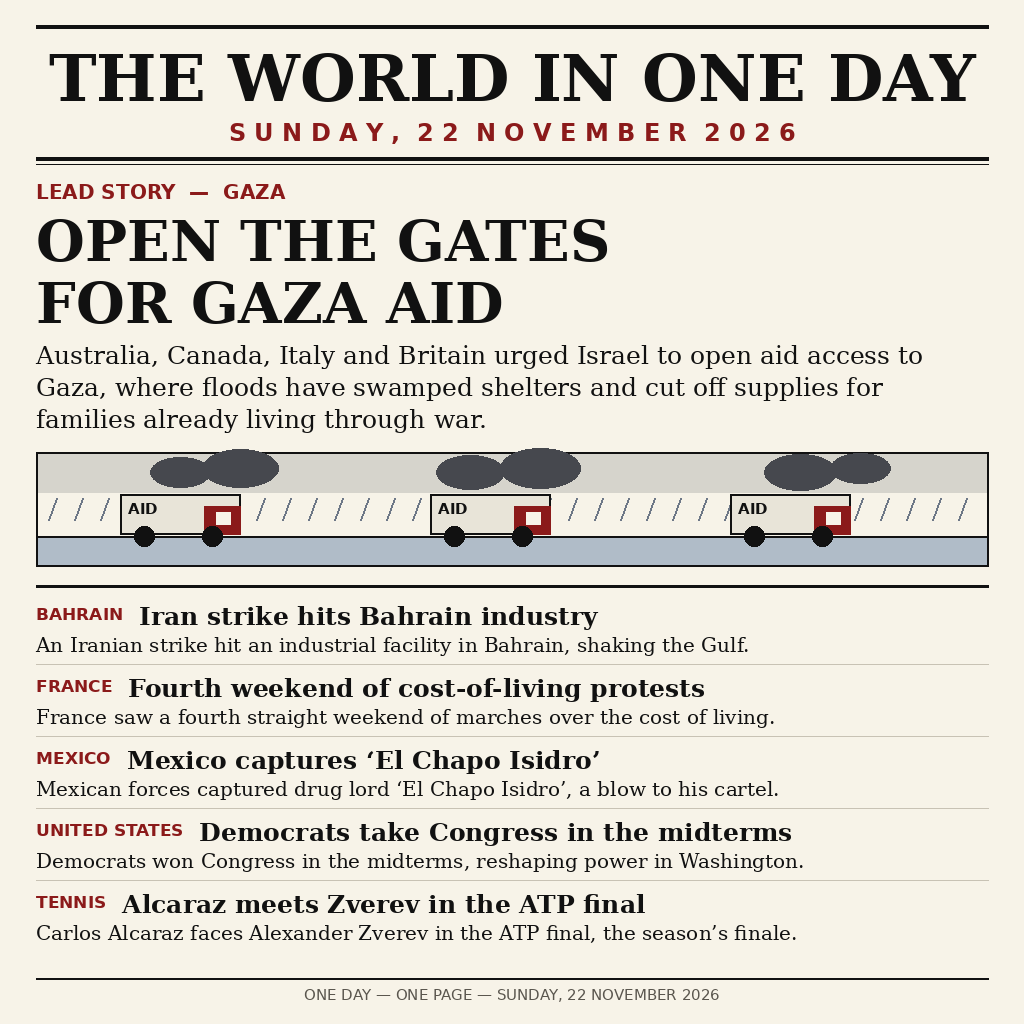 THE WORLD IN ONE DAY
SUNDAY, 22 NOVEMBER 2026
LEAD STORY — GAZA
OPEN THE GATES
FOR GAZA AID
Australia, Canada, Italy and Britain urged Israel to open aid access to
Gaza, where floods have swamped shelters and cut off supplies for
families already living through war.
AID AID AID
BAHRAIN Iran strike hits Bahrain industry
An Iranian strike hit an industrial facility in Bahrain, shaking the Gulf.
FRANCE Fourth weekend of cost-of-living protests
France saw a fourth straight weekend of marches over the cost of living.
MEXICO Mexico captures ‘El Chapo Isidro’
Mexican forces captured drug lord ‘El Chapo Isidro’, a blow to his cartel.
UNITED STATES Democrats take Congress in the midterms
Democrats won Congress in the midterms, reshaping power in Washington.
TENNIS Alcaraz meets Zverev in the ATP final
Carlos Alcaraz faces Alexander Zverev in the ATP final, the season’s finale.
ONE DAY — ONE PAGE — SUNDAY, 22 NOVEMBER 2026